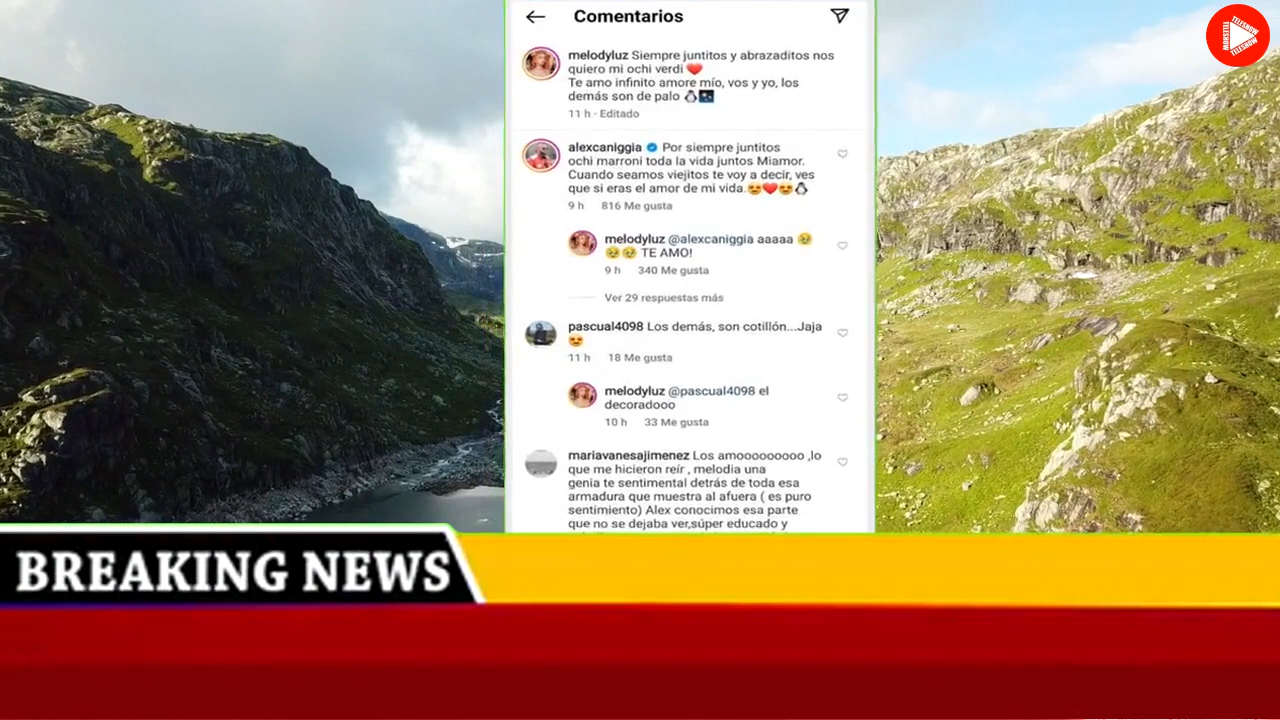 Comentarios
melodyluz Siempre juntitos y abrazaditos nos
quiero mi ochi verdi ❤️
Te amo infinito amore mío, vos y yo, los
demás son de palo 🐧🌌
11 h · Editado
alexcaniggia Por siempre juntitos
ochi marroni toda la vida juntos Miamor.
Cuando seamos viejitos te voy a decir, ves
que si eras el amor de mi vida.😍❤️😍🐧
9 h 816 Me gusta
melodyluz @alexcaniggia aaaaa 🥹
🥹🥹 TE AMO!
9 h 340 Me gusta
Ver 29 respuestas más
pascual4098 Los demás, son cotillón...Jaja
😍
11 h 18 Me gusta
melodyluz @pascual4098 el
decoradooo
10 h 33 Me gusta
mariavanesajimenez Los amooooooooo ,lo
que me hicieron reír , melodia una
genia te sentimental detrás de toda esa
armadura que muestra al afuera ( es puro
sentimiento) Alex conocimos esa parte
que no se dejaba ver,súper educado y
BREAKING NEWS
TELESHOW
TELESHOW
TELESHOW